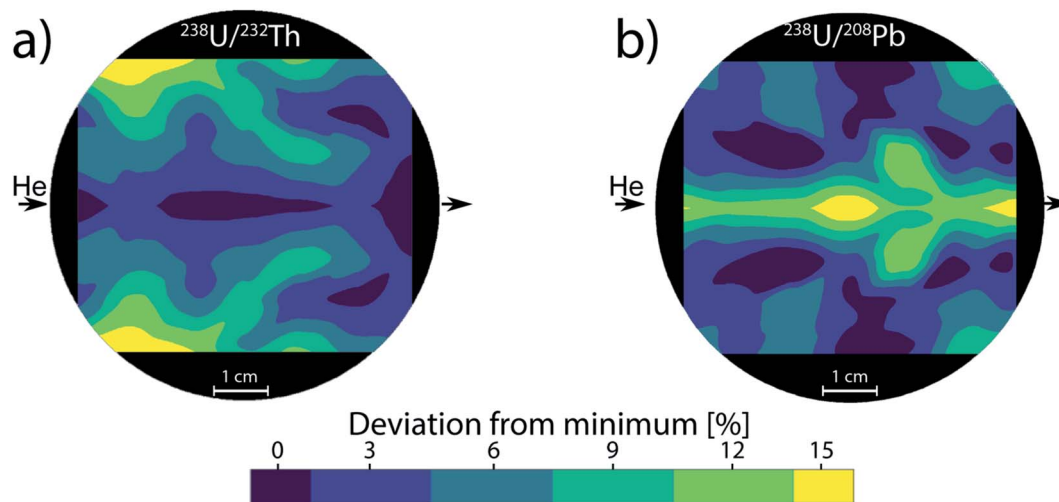 a)
²³⁸U/²³²Th
He
1 cm
b)
²³⁸U/²⁰⁸Pb
He
1 cm
Deviation from minimum [%]
0 3 6 9 12 15